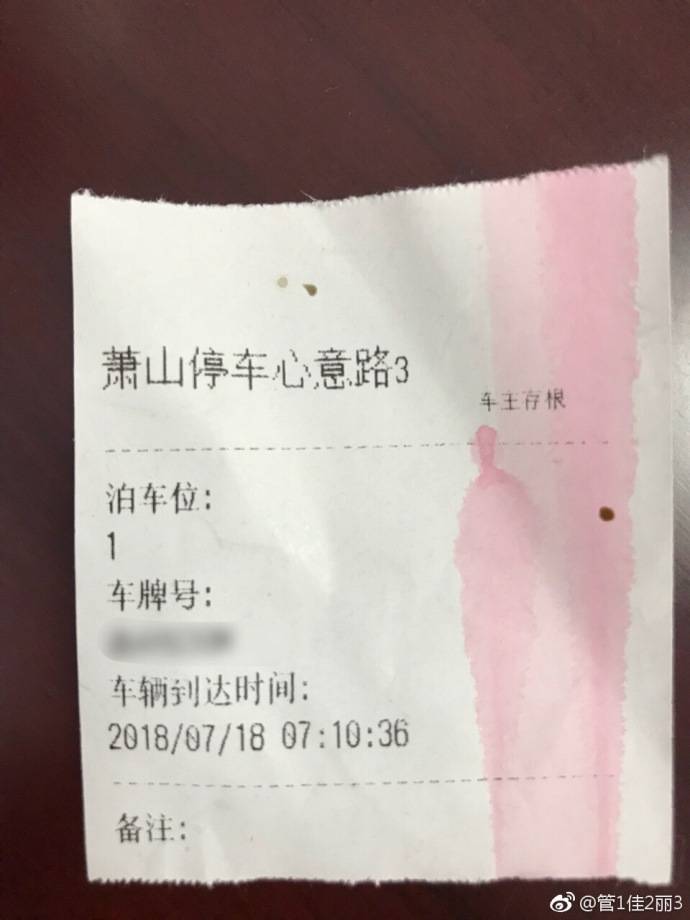 萧山停车心意路3
车主存根
泊车位:
1
车牌号:
车辆到达时间:
2018/07/18 07:10:36
备注:
@管1佳2丽3